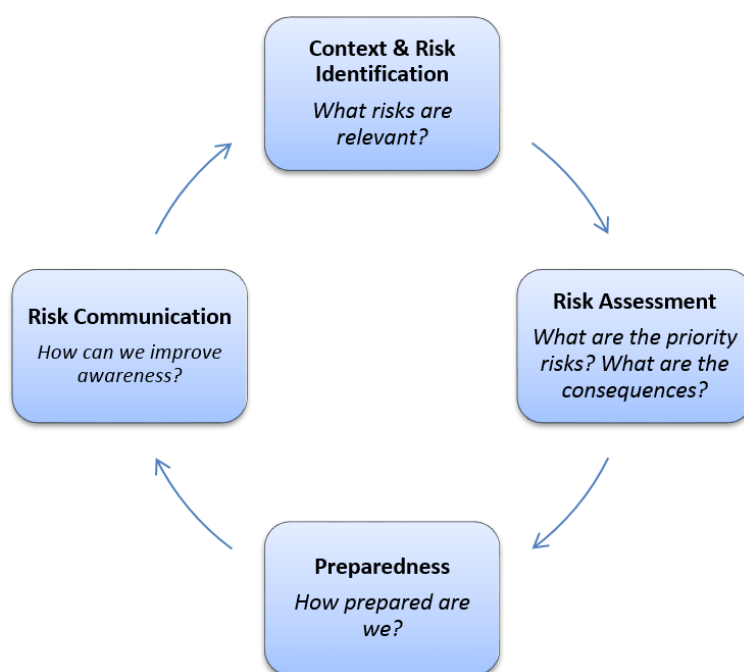 Context & Risk
Identification
What risks are
relevant?
Risk Assessment
What are the priority
risks? What are the
consequences?
Preparedness
How prepared are
we?
Risk Communication
How can we improve
awareness?